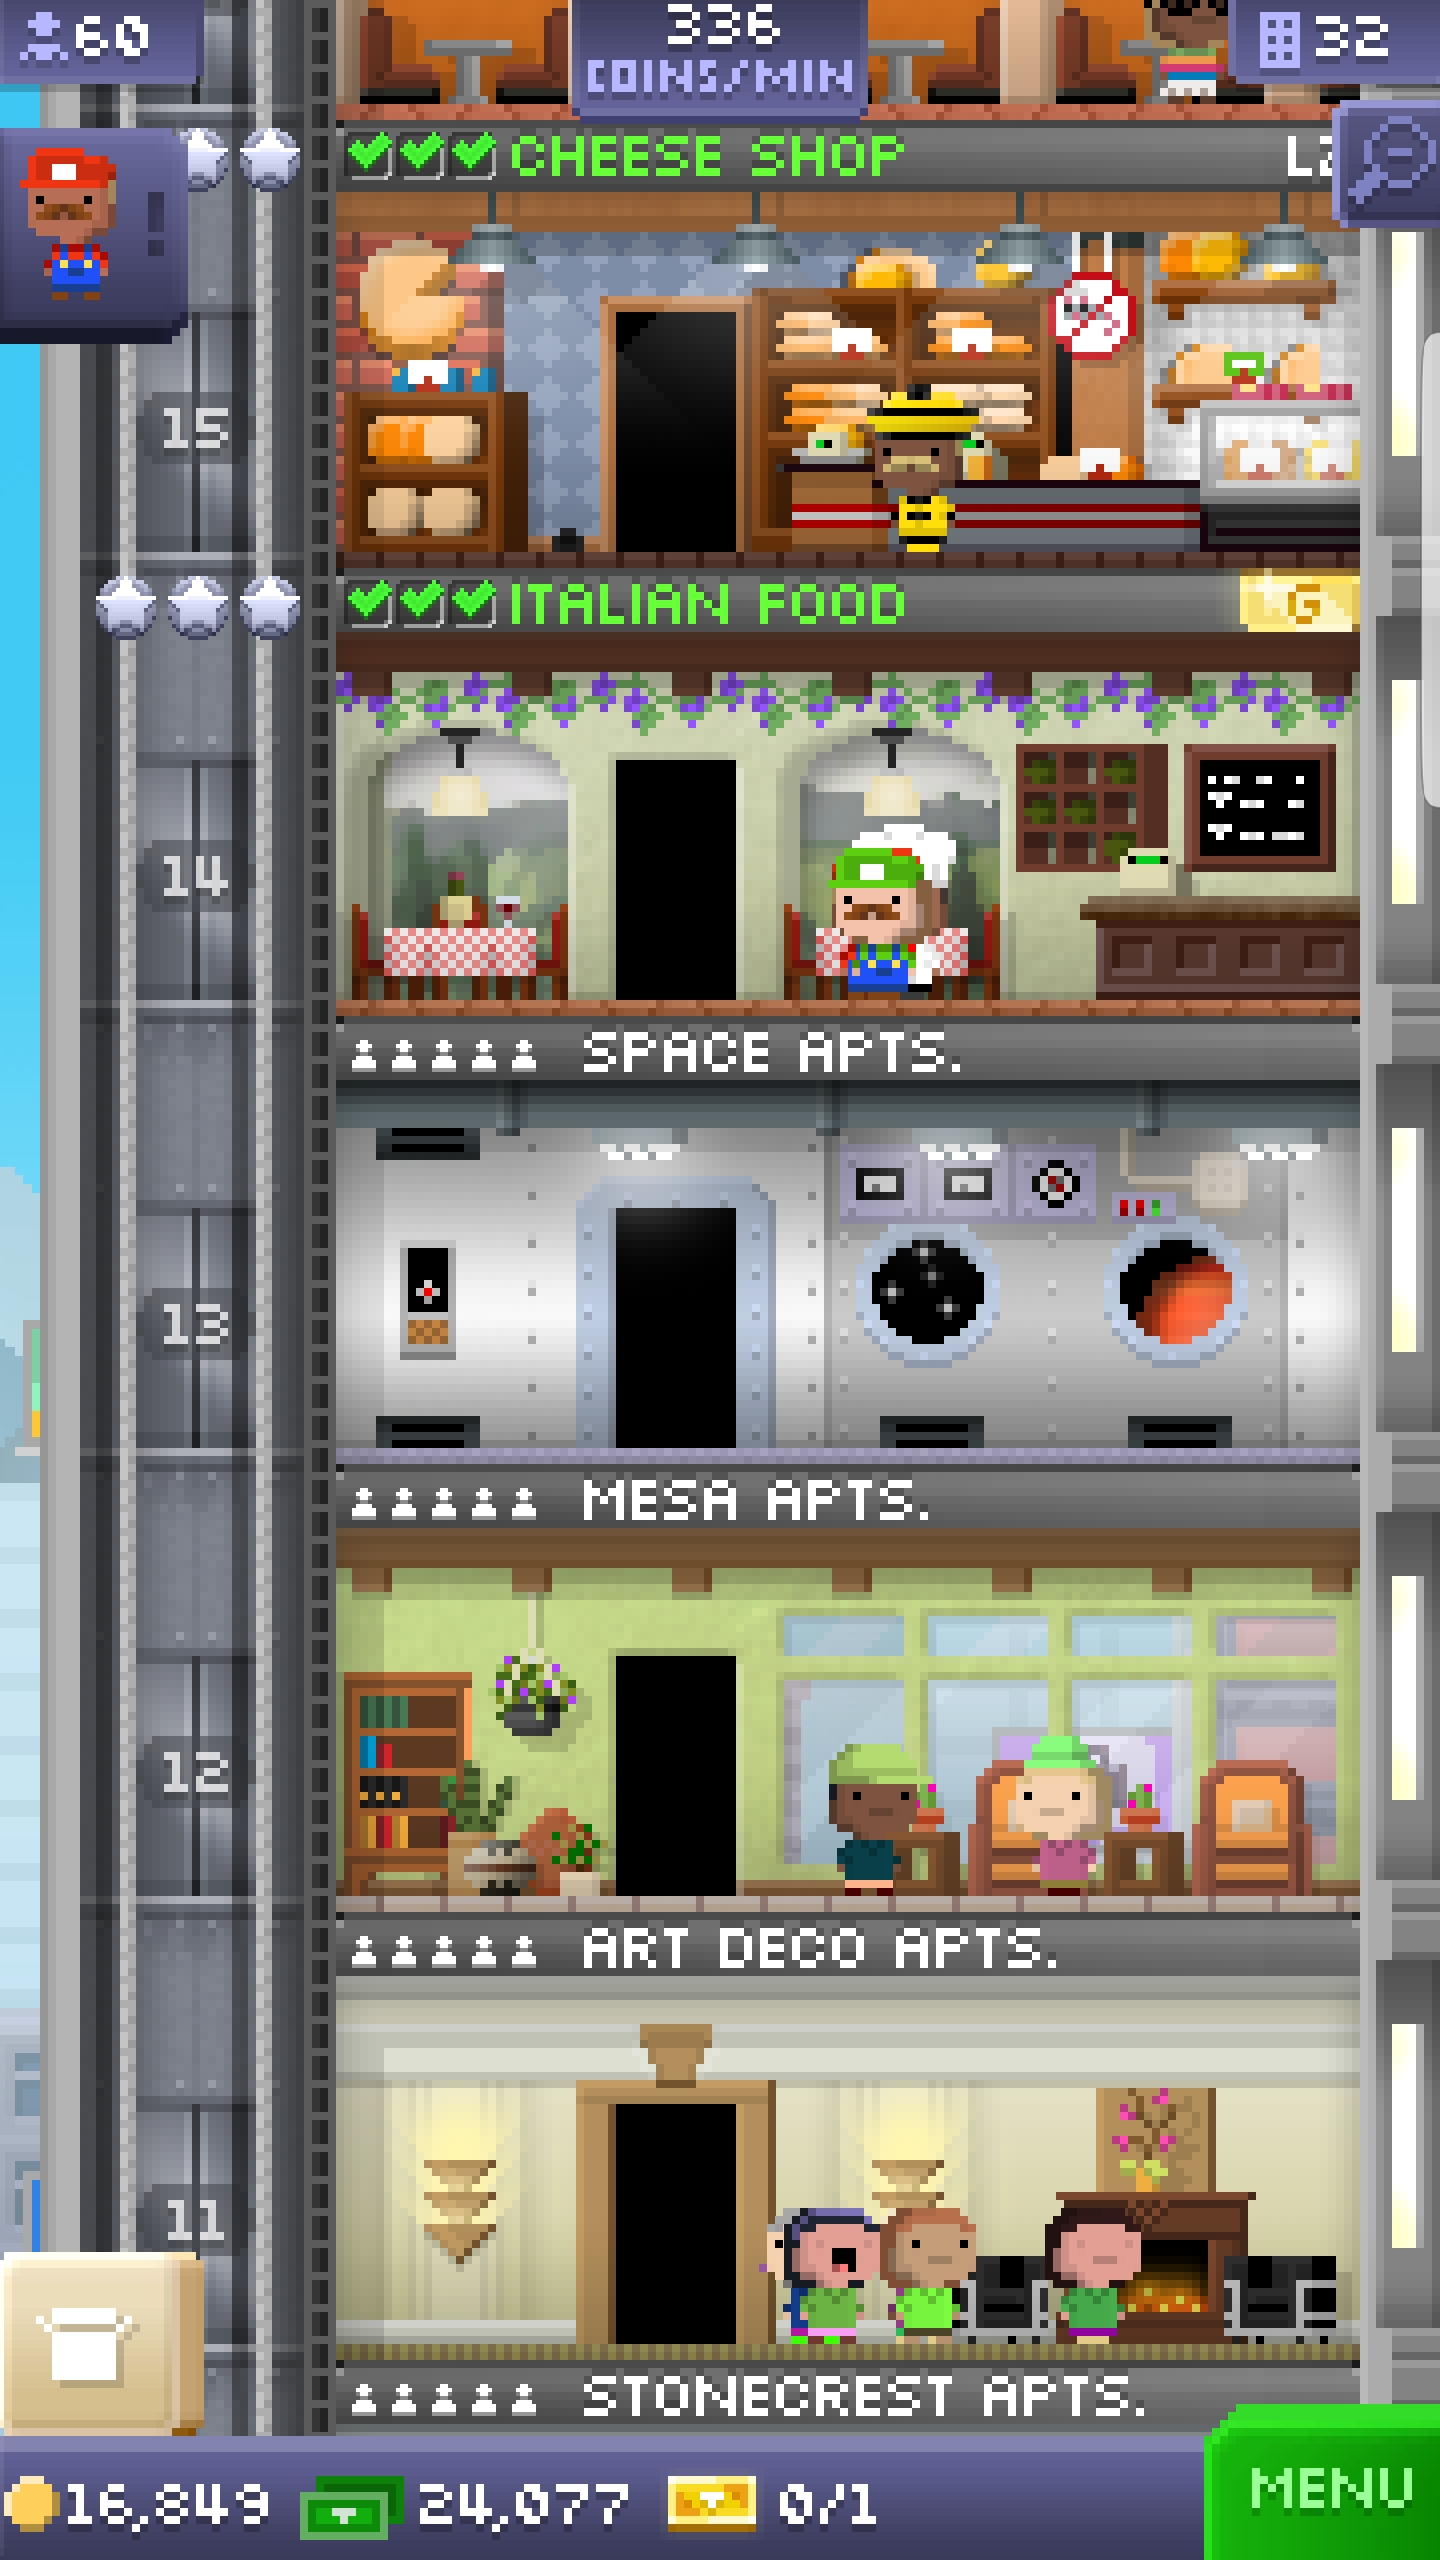 60
336
COINS/MIN
32
CHEESE SHOP
15
ITALIAN FOOD G
14
SPACE APTS.
13
MESA APTS.
12
ART DECO APTS.
11
STONECREST APTS.
16,849 24,077 0/1
MENU